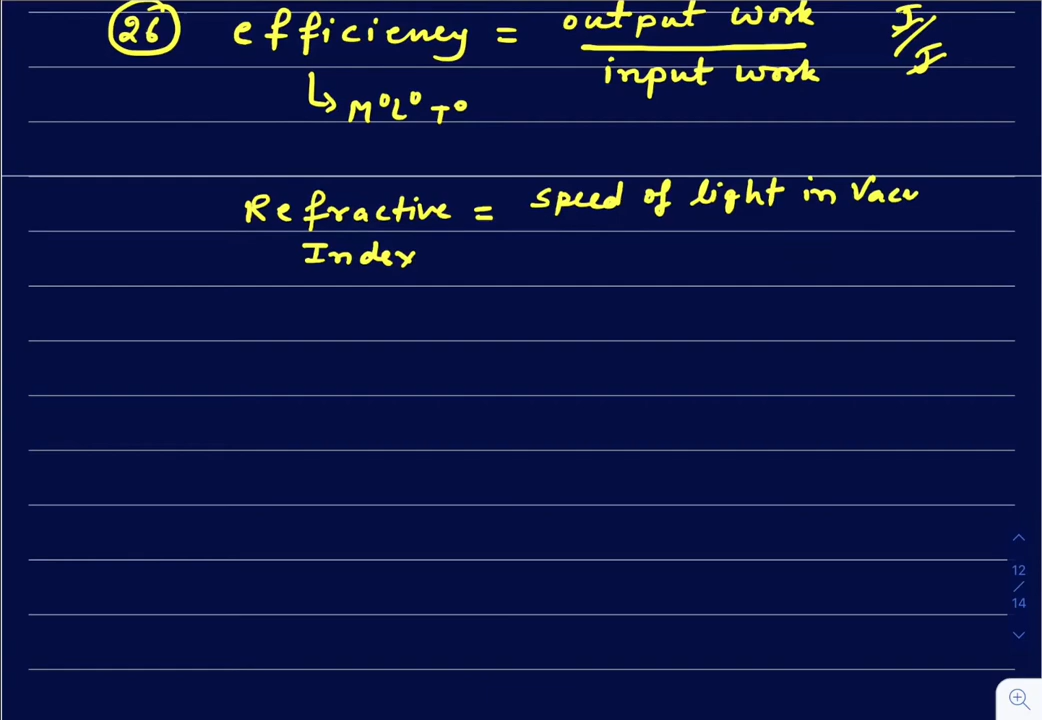 26 efficiency = output work / input work J/J
↳ M⁰L⁰T⁰
Refractive = speed of light in Vacu
Index
12
/
14